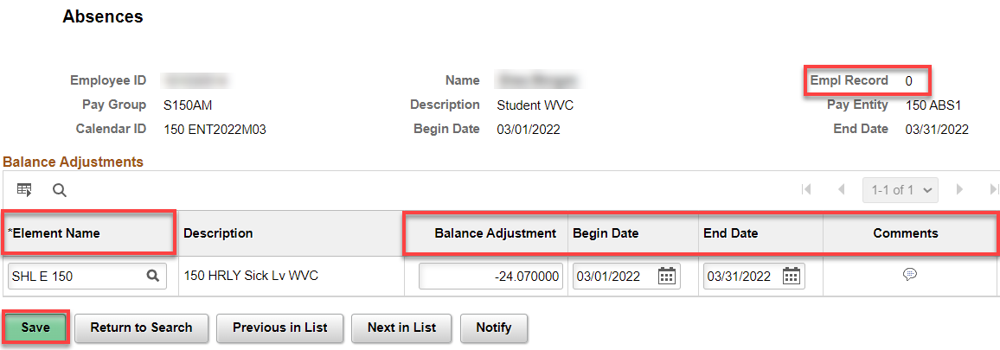 Absences
Employee ID Name Empl Record 0
Pay Group S150AM Description Student WVC Pay Entity 150 ABS1
Calendar ID 150 ENT2022M03 Begin Date 03/01/2022 End Date 03/31/2022
Balance Adjustments
1-1 of 1
*Element Name Description Balance Adjustment Begin Date End Date Comments
SHL E 150 150 HRLY Sick Lv WVC -24.070000 03/01/2022 03/31/2022
Save Return to Search Previous in List Next in List Notify